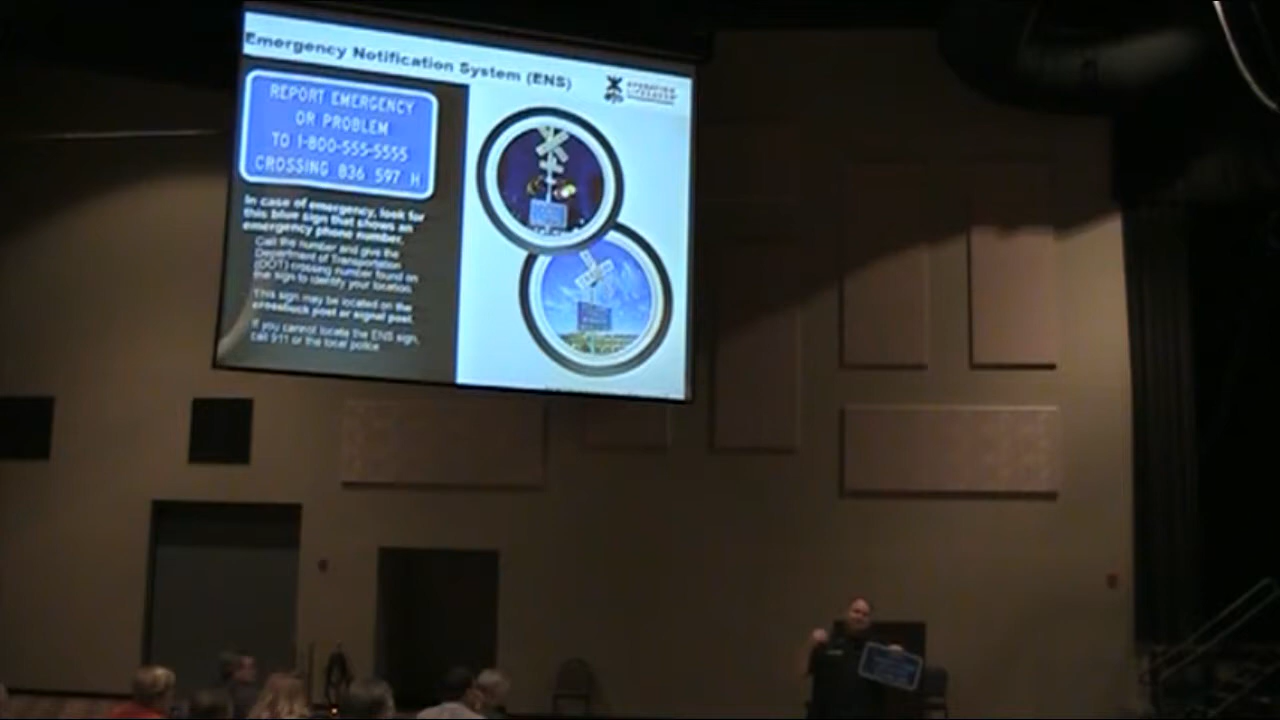 Emergency Notification System (ENS)
OPERATION
LIFESAVER
REPORT EMERGENCY
OR PROBLEM
TO 1-800-555-5555
CROSSING 836 597 H
In case of emergency, look for
this blue sign that shows an
emergency phone number.
Call the number and give the
Department of Transportation
(DOT) crossing number found on
the sign to identify your location.
This sign may be located on the
crossbuck post or signal post.
If you cannot locate the ENS sign,
call 911 or the local police